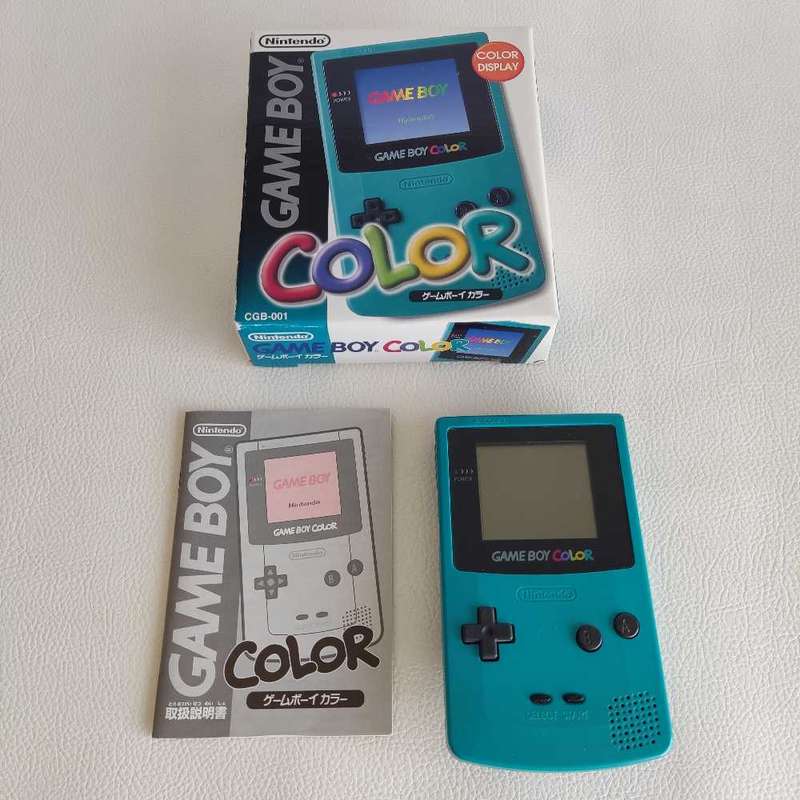 Nintendo
GAME BOY
COLOR
DISPLAY
POWER
GAME BOY
Nintendo
GAME BOY COLOR
Nintendo
B
A
COLOR
ゲームボーイ カラー
CGB-001
Nintendo
GAME BOY COLOR
ゲームボーイ カラー
Nintendo
GAME BOY
GAME BOY
Nintendo
GAME BOY COLOR
Nintendo
B
A
COLOR
ゲームボーイ カラー
取扱説明書
POWER
GAME BOY COLOR
Nintendo
B
A
SELECT START